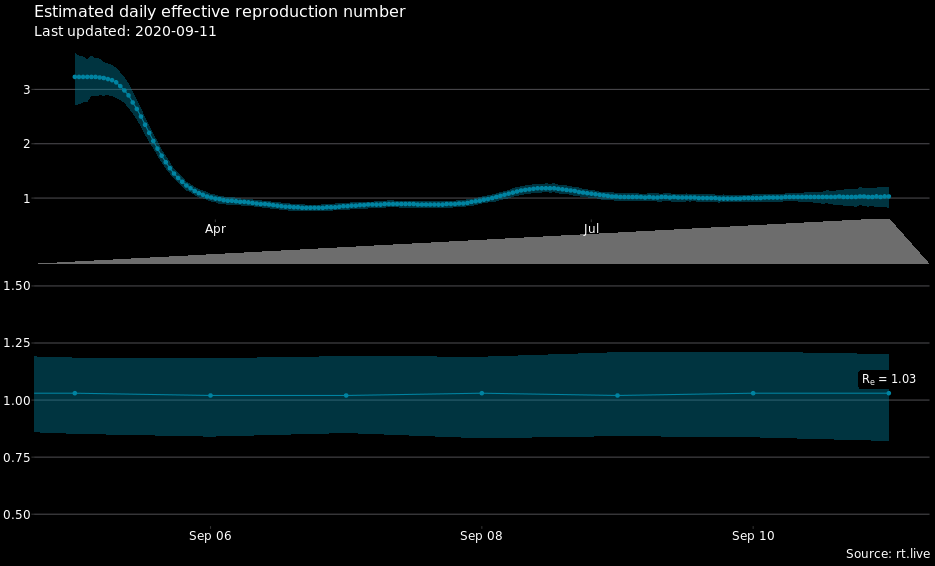 Estimated daily effective reproduction number
Last updated: 2020-09-11
3
2
1
Apr Jul
1.50
1.25
Rₑ = 1.03
1.00
0.75
0.50
Sep 06 Sep 08 Sep 10
Source: rt.live